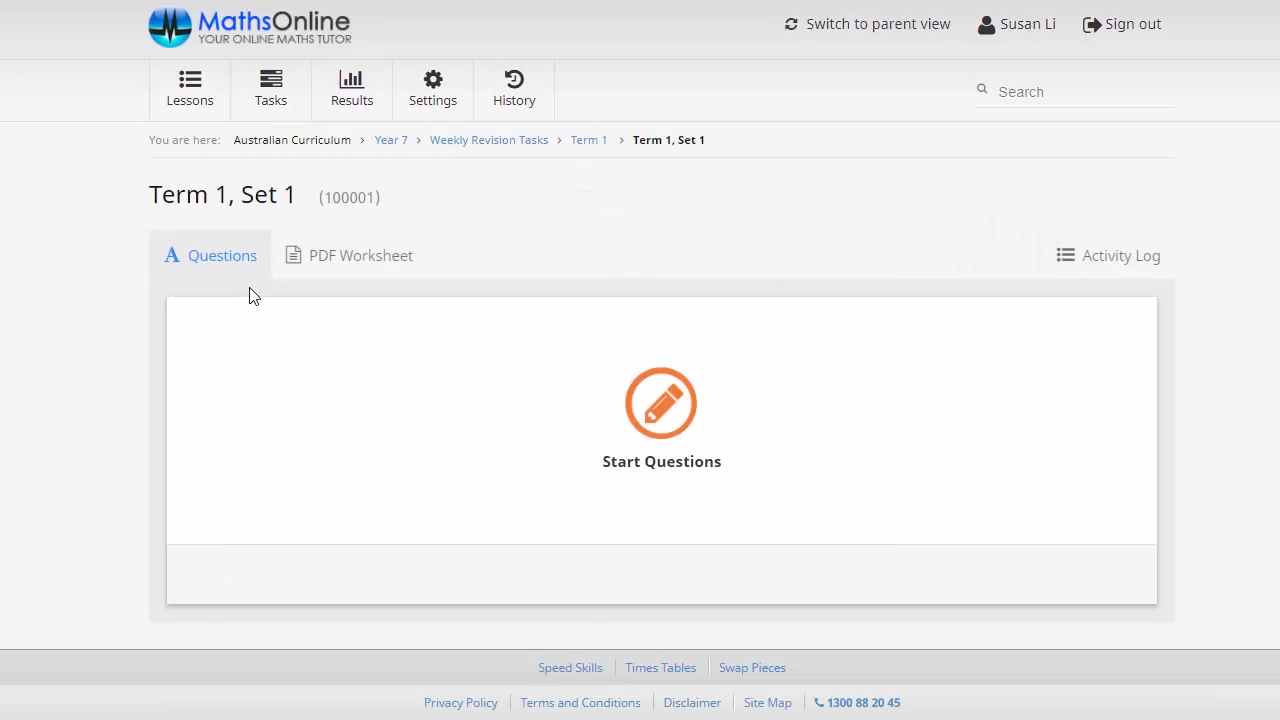 MathsOnline
YOUR ONLINE MATHS TUTOR
Switch to parent view Susan Li Sign out
Lessons Tasks Results Settings History
Search
You are here: Australian Curriculum > Year 7 > Weekly Revision Tasks > Term 1 > Term 1, Set 1
Term 1, Set 1 (100001)
Questions PDF Worksheet Activity Log
Start Questions
Speed Skills Times Tables Swap Pieces
Privacy Policy Terms and Conditions Disclaimer Site Map 1300 88 20 45